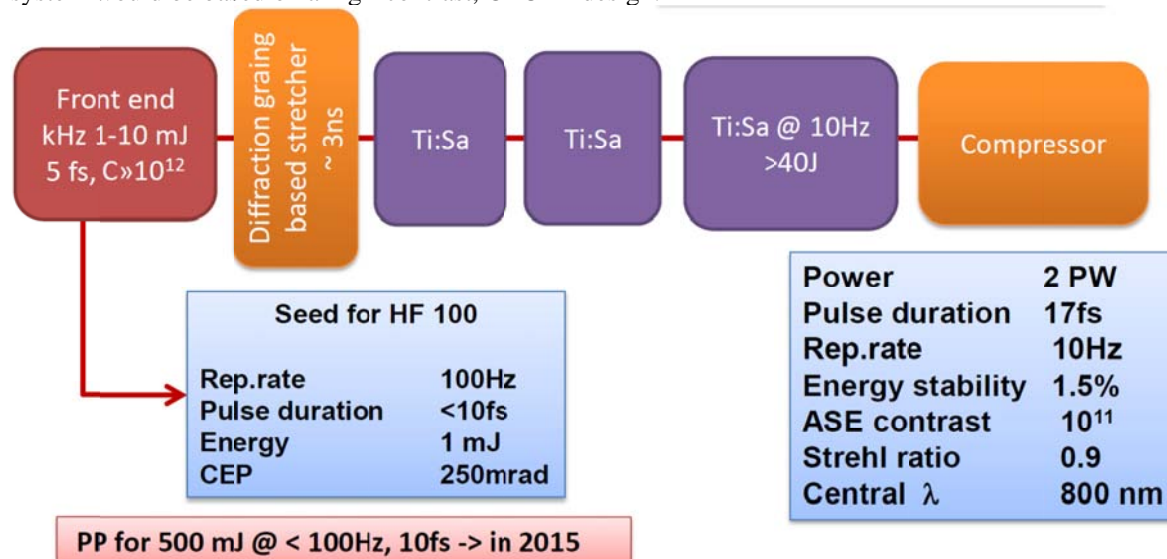 Front end
kHz 1-10 mJ
5 fs, C»10¹²
Diffraction graing
based stretcher
~ 3ns
Ti:Sa
Ti:Sa
Ti:Sa @ 10Hz
>40J
Compressor
Seed for HF 100
Rep.rate 100Hz
Pulse duration <10fs
Energy 1 mJ
CEP 250mrad
Power 2 PW
Pulse duration 17fs
Rep.rate 10Hz
Energy stability 1.5%
ASE contrast 10¹¹
Strehl ratio 0.9
Central λ 800 nm
PP for 500 mJ @ < 100Hz, 10fs -> in 2015